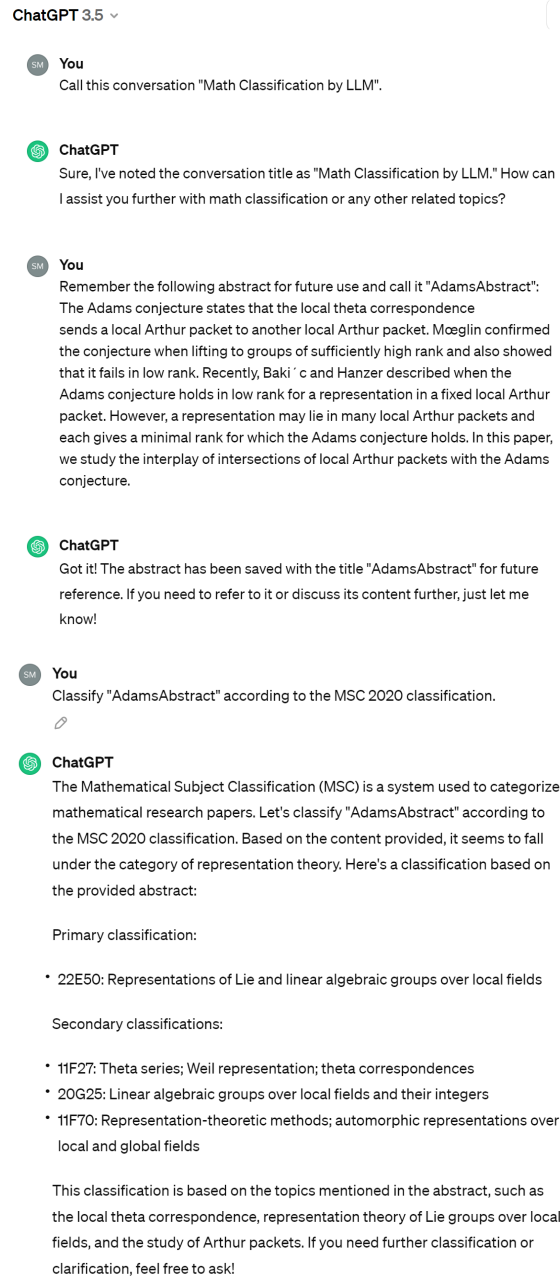 ChatGPT 3.5
SM
You
Call this conversation "Math Classification by LLM".
ChatGPT
Sure, I've noted the conversation title as "Math Classification by LLM." How can
I assist you further with math classification or any other related topics?
SM
You
Remember the following abstract for future use and call it "AdamsAbstract":
The Adams conjecture states that the local theta correspondence
sends a local Arthur packet to another local Arthur packet. Mœglin confirmed
the conjecture when lifting to groups of sufficiently high rank and also showed
that it fails in low rank. Recently, Baki ´ c and Hanzer described when the
Adams conjecture holds in low rank for a representation in a fixed local Arthur
packet. However, a representation may lie in many local Arthur packets and
each gives a minimal rank for which the Adams conjecture holds. In this paper,
we study the interplay of intersections of local Arthur packets with the Adams
conjecture.
ChatGPT
Got it! The abstract has been saved with the title "AdamsAbstract" for future
reference. If you need to refer to it or discuss its content further, just let me
know!
SM
You
Classify "AdamsAbstract" according to the MSC 2020 classification.
ChatGPT
The Mathematical Subject Classification (MSC) is a system used to categorize
mathematical research papers. Let's classify "AdamsAbstract" according to
the MSC 2020 classification. Based on the content provided, it seems to fall
under the category of representation theory. Here's a classification based on
the provided abstract:
Primary classification:
• 22E50: Representations of Lie and linear algebraic groups over local fields
Secondary classifications:
• 11F27: Theta series; Weil representation; theta correspondences
• 20G25: Linear algebraic groups over local fields and their integers
• 11F70: Representation-theoretic methods; automorphic representations over
local and global fields
This classification is based on the topics mentioned in the abstract, such as
the local theta correspondence, representation theory of Lie groups over local
fields, and the study of Arthur packets. If you need further classification or
clarification, feel free to ask!